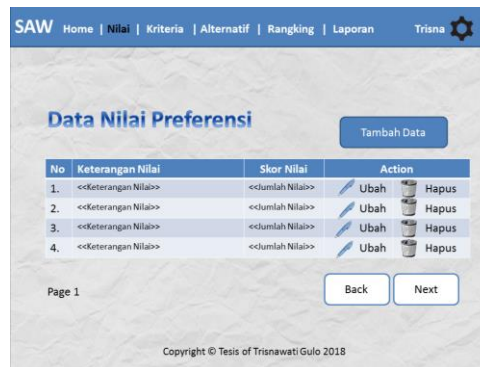 SAW Home | Nilai | Kriteria | Alternatif | Rangking | Laporan Trisna
Data Nilai Preferensi
Tambah Data
No Keterangan Nilai Skor Nilai Action
1. <<Keterangan Nilai>> <<Jumlah Nilai>> Ubah Hapus
2. <<Keterangan Nilai>> <<Jumlah Nilai>> Ubah Hapus
3. <<Keterangan Nilai>> <<Jumlah Nilai>> Ubah Hapus
4. <<Keterangan Nilai>> <<Jumlah Nilai>> Ubah Hapus
Page 1 Back Next
Copyright © Tesis of Trisnawati Gulo 2018